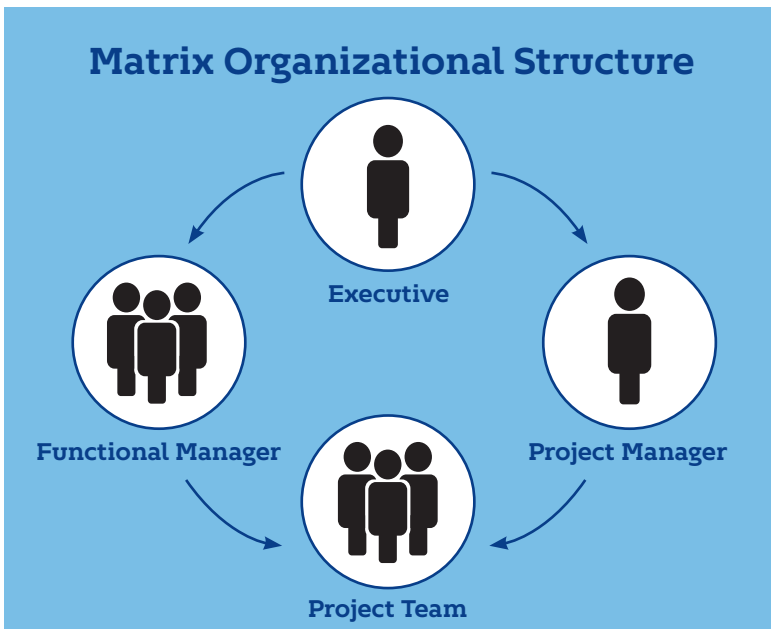 Matrix Organizational Structure
Executive
Functional Manager
Project Manager
Project Team